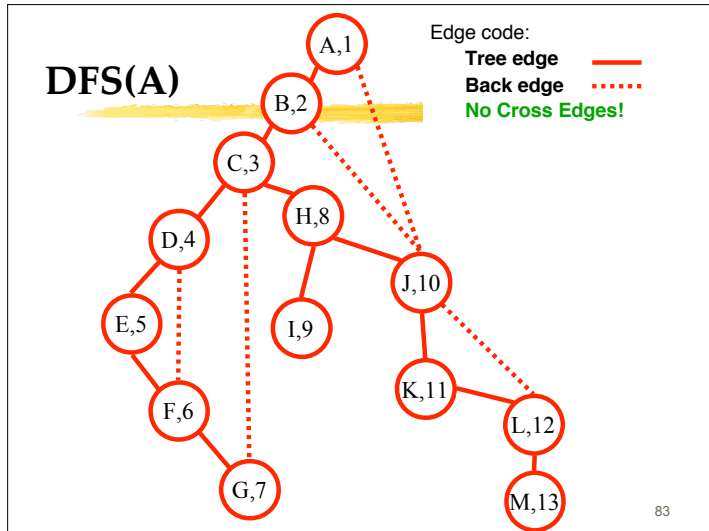 DFS(A)
Edge code:
Tree edge
Back edge
No Cross Edges!
A,1
B,2
C,3
H,8
D,4
J,10
E,5
I,9
K,11
F,6
L,12
G,7
M,13
83